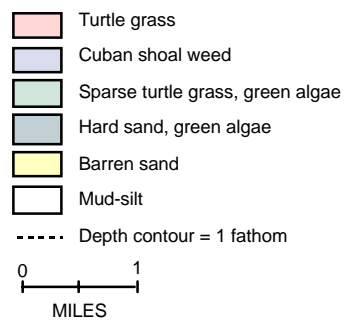 Turtle grass
Cuban shoal weed
Sparse turtle grass, green algae
Hard sand, green algae
Barren sand
Mud-silt
Depth contour = 1 fathom
0 1
MILES